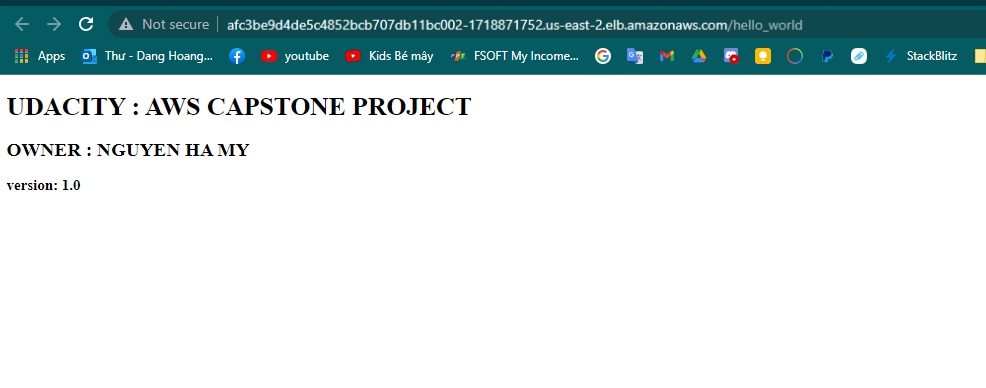 Not secure afc3be9d4de5c4852bcb707db11bc002-1718871752.us-east-2.elb.amazonaws.com/hello_world
Apps Thư - Dang Hoang... youtube Kids Bé mây FSOFT My Income... StackBlitz
UDACITY : AWS CAPSTONE PROJECT
OWNER : NGUYEN HA MY
version: 1.0